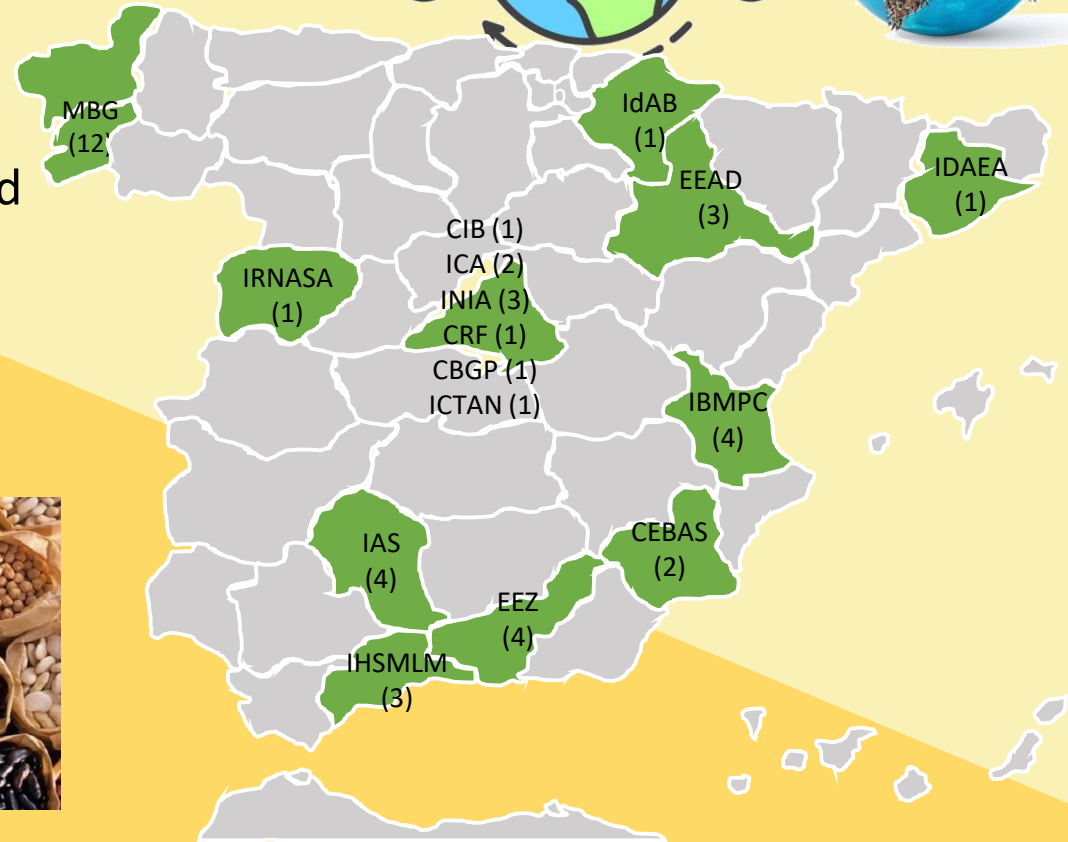 MBG
(12)
d
IdAB
(1)
EEAD
(3)
IDAEA
(1)
CIB (1)
ICA (2)
INIA (3)
CRF (1)
CBGP (1)
ICTAN (1)
IRNASA
(1)
IBMPC
(4)
IAS
(4)
CEBAS
(2)
EEZ
(4)
IHSMLM
(3)